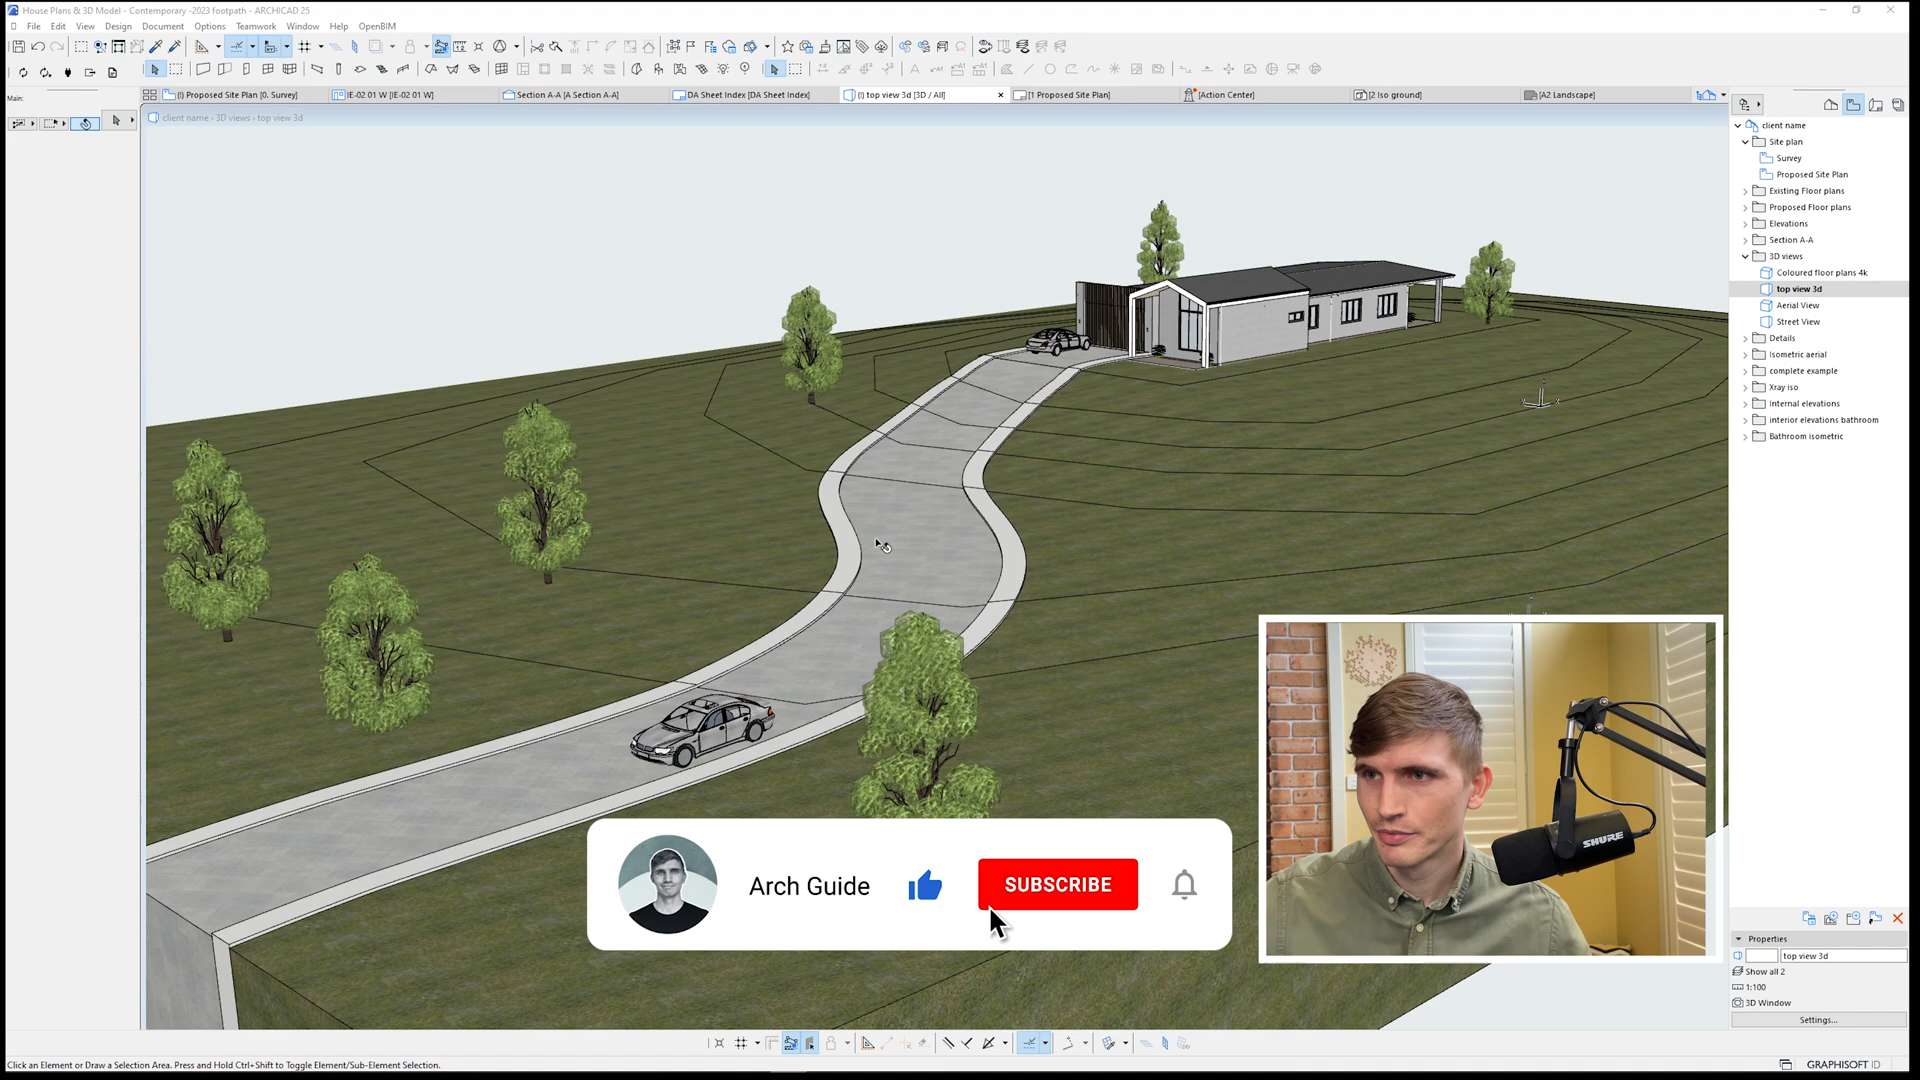 House Plans & 3D Model - Contemporary -2023 footpath - ARCHICAD 25
File Edit View Design Document Options Teamwork Window Help OpenBIM
Main:
(!) Proposed Site Plan [0. Survey]
IE-02 01 W [IE-02 01 W]
Section A-A [A Section A-A]
DA Sheet Index [DA Sheet Index]
(!) top view 3d [3D / All]
[1 Proposed Site Plan]
[Action Center]
[2 Iso ground]
[A2 Landscape]
client name › 3D views › top view 3d
client name
Site plan
Survey
Proposed Site Plan
Existing Floor plans
Proposed Floor plans
Elevations
Section A-A
3D views
Coloured floor plans 4k
top view 3d
Aerial View
Street View
Details
Isometric aerial
complete example
Xray iso
Internal elevations
interior elevations bathroom
Bathroom isometric
SHURE
Arch Guide
SUBSCRIBE
Properties
top view 3d
Show all 2
1:100
3D Window
Settings...
Click an Element or Draw a Selection Area. Press and Hold Ctrl+Shift to Toggle Element/Sub-Element Selection.
GRAPHISOFT ID